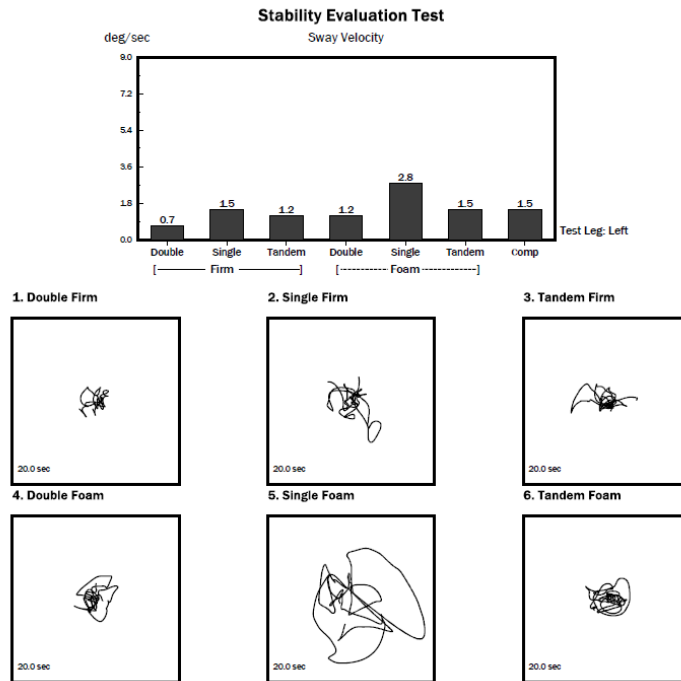 Stability Evaluation Test
deg/sec Sway Velocity
9.0
7.2
5.4
3.6
1.8
0.0
0.7 1.5 1.2 1.2 2.8 1.5 1.5
Test Leg: Left
Double Single Tandem Double Single Tandem Comp
[ Firm ] [ Foam ]
1. Double Firm 2. Single Firm 3. Tandem Firm
20.0 sec 20.0 sec 20.0 sec
4. Double Foam 5. Single Foam 6. Tandem Foam
20.0 sec 20.0 sec 20.0 sec